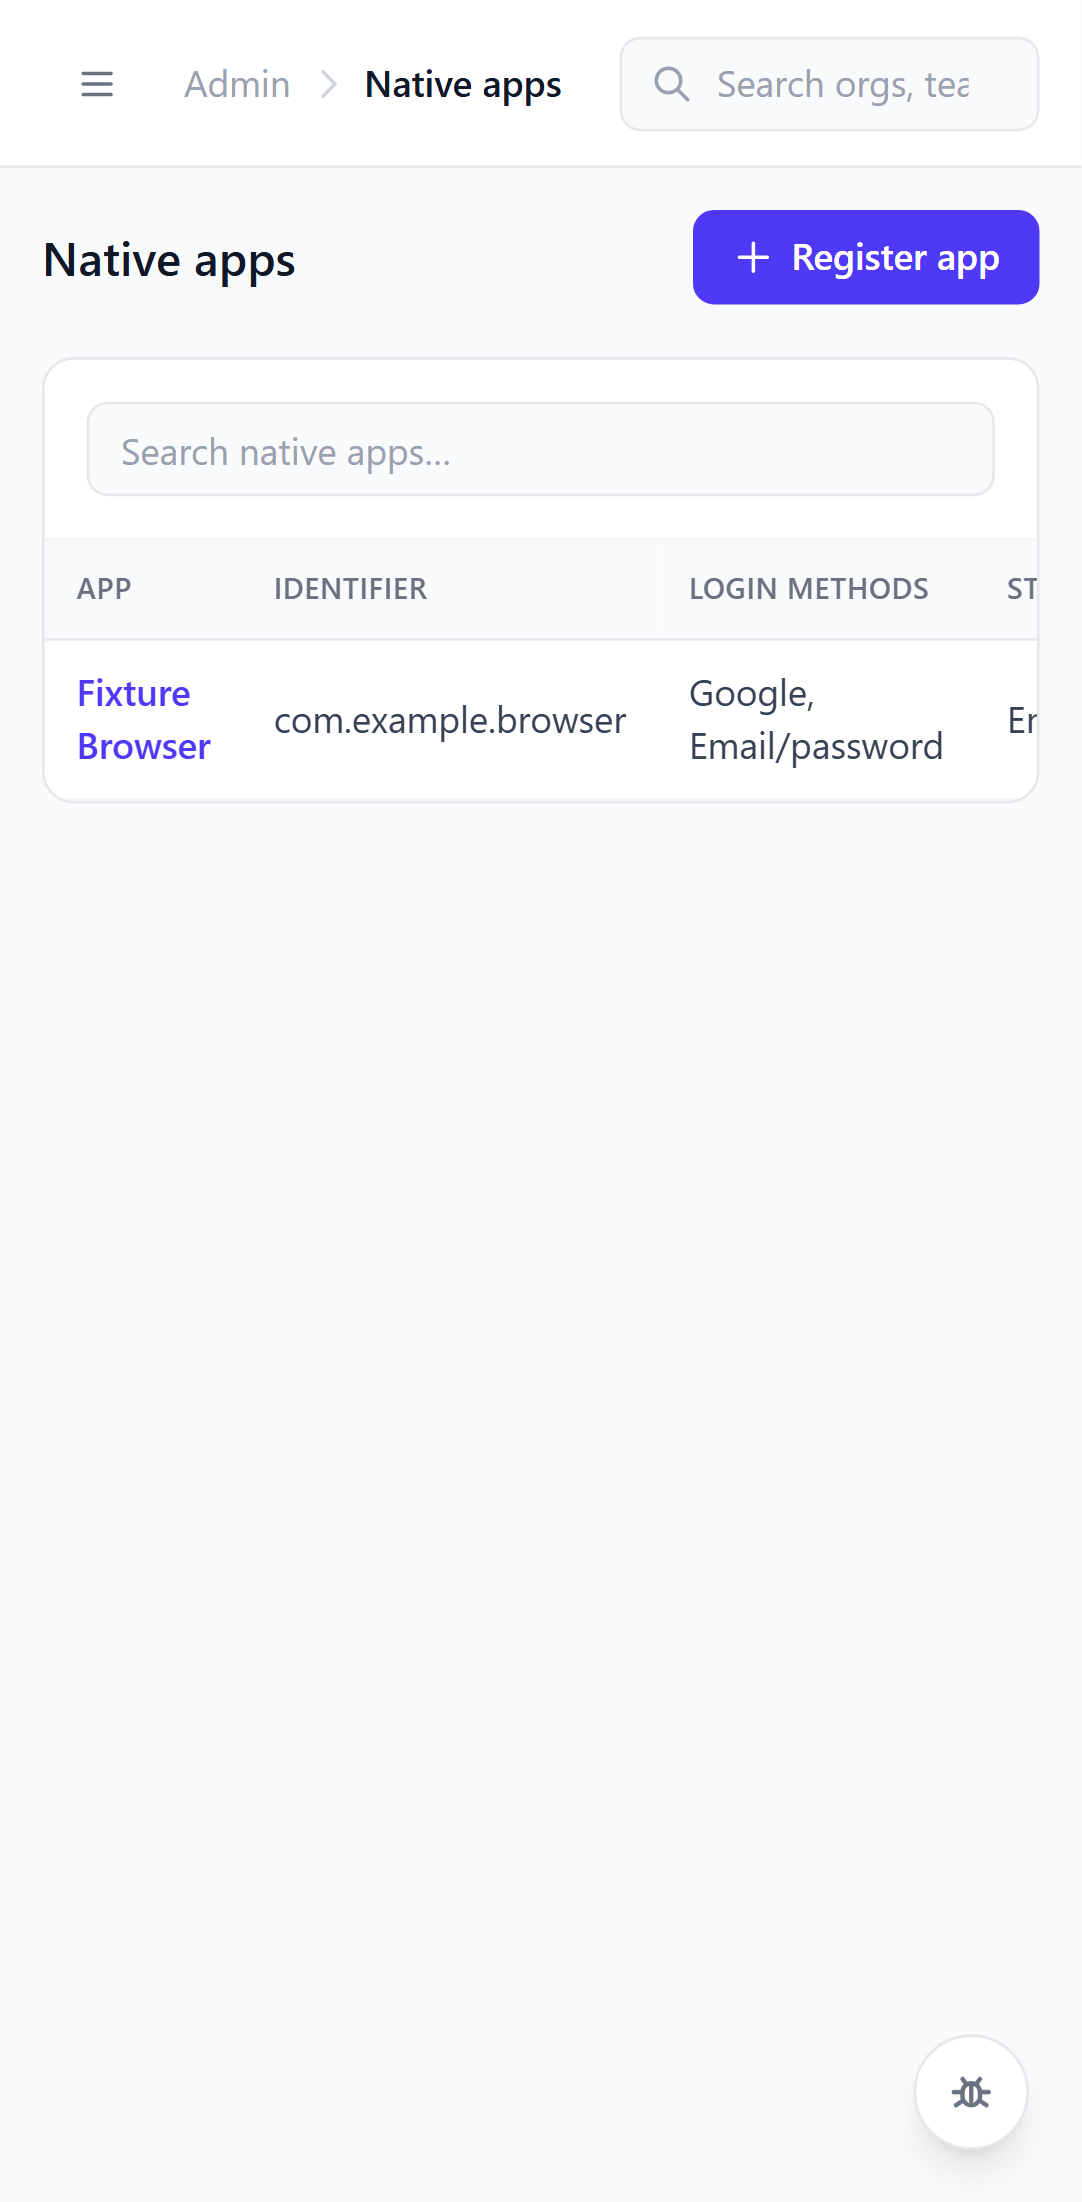 Admin > Native apps
Search orgs, tea
Native apps
Register app
Search native apps...
APP IDENTIFIER LOGIN METHODS ST
Fixture Browser
com.example.browser
Google,
Email/password